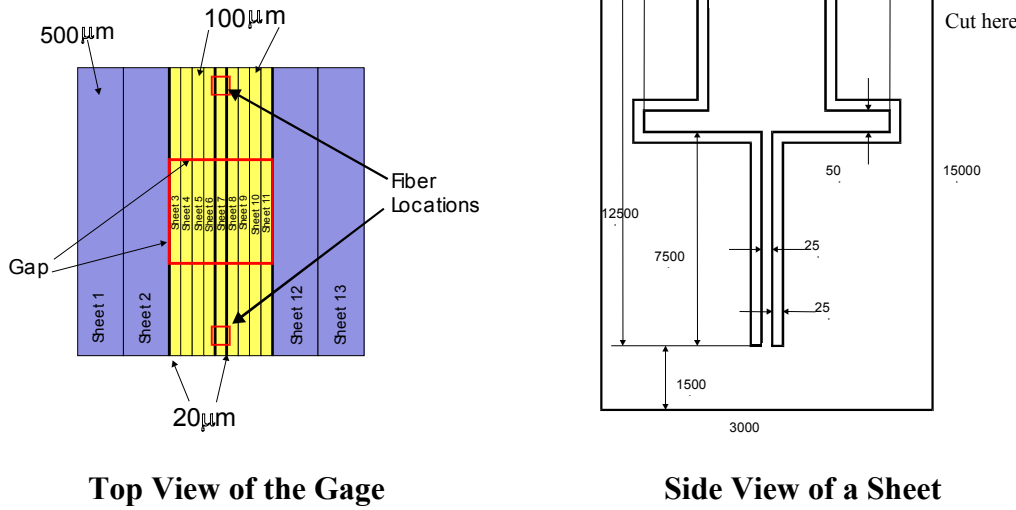 500μm
100μm
Sheet 1
Sheet 2
Sheet 3
Sheet 4
Sheet 5
Sheet 6
Sheet 7
Sheet 8
Sheet 9
Sheet 10
Sheet 11
Sheet 12
Sheet 13
Fiber
Locations
Gap
20μm
Top View of the Gage
Cut here
50
15000
12500
7500
25
25
1500
3000
Side View of a Sheet